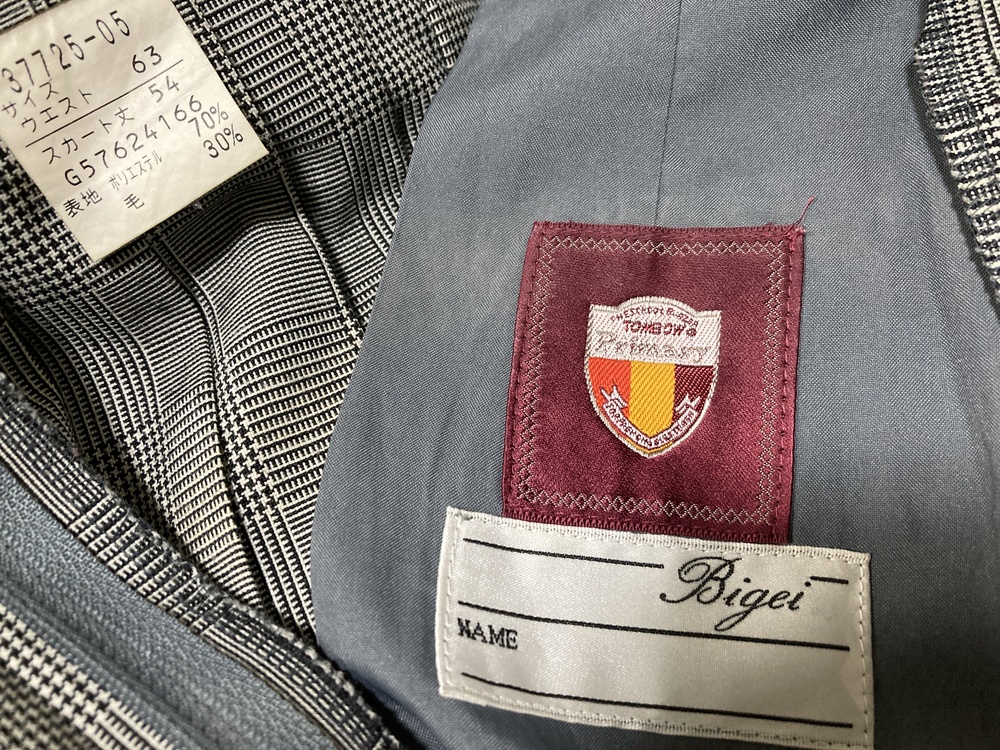 37725-05
サイズ
ウエスト 63
スカート丈 54
G57624166
表地 ポリエステル 70%
毛 30%
TOMBOW
Primary
Bigei
NAME